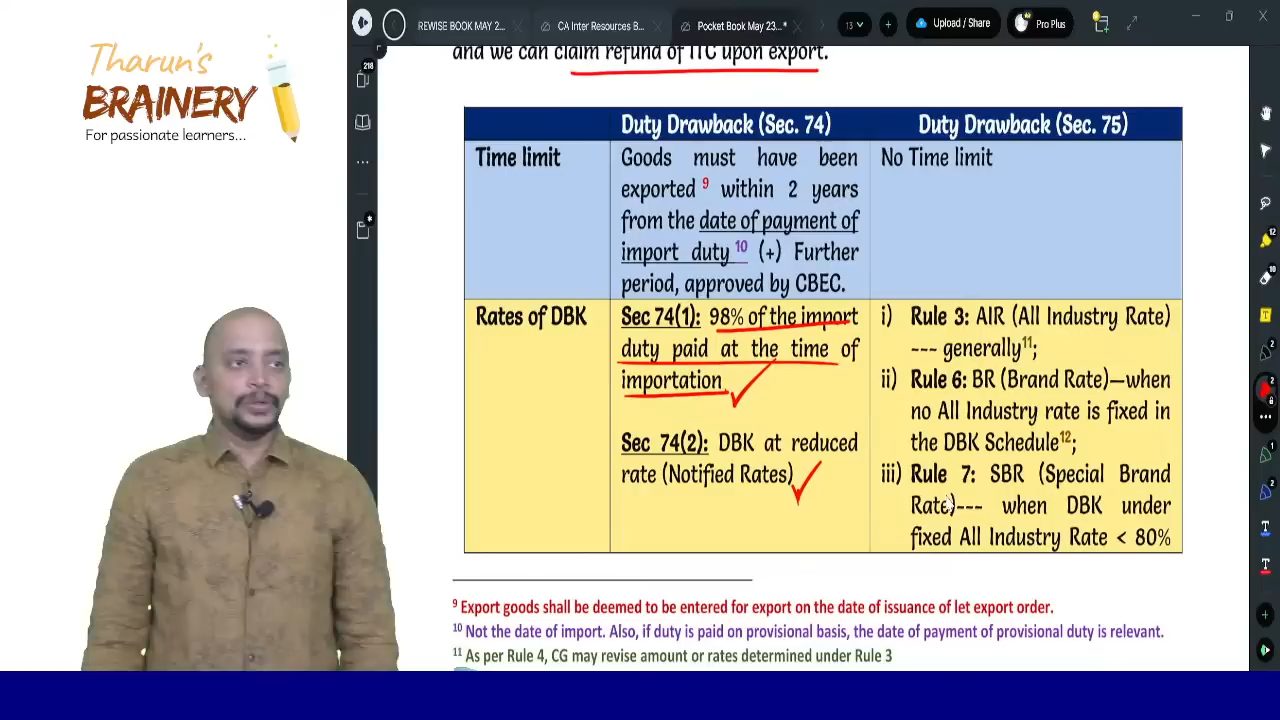 Tharun's
BRAINERY
For passionate learners...
REWISE BOOK MAY 2...
CA Inter Resources B...
Pocket Book May 23...*
13
Upload / Share
Pro Plus
218
and we can claim refund of ITC upon export.
Duty Drawback (Sec. 74)
Duty Drawback (Sec. 75)
Time limit
Goods must have been
exported 9 within 2 years
from the date of payment of
import duty 10 (+) Further
period, approved by CBEC.
No Time limit
Rates of DBK
Sec 74(1): 98% of the import
duty paid at the time of
importation
Sec 74(2): DBK at reduced
rate (Notified Rates)
i) Rule 3: AIR (All Industry Rate)
--- generally11;
ii) Rule 6: BR (Brand Rate)—when
no All Industry rate is fixed in
the DBK Schedule12;
iii) Rule 7: SBR (Special Brand
Rate)--- when DBK under
fixed All Industry Rate < 80%
9 Export goods shall be deemed to be entered for export on the date of issuance of let export order.
10 Not the date of import. Also, if duty is paid on provisional basis, the date of payment of provisional duty is relevant.
11 As per Rule 4, CG may revise amount or rates determined under Rule 3
12
10
2
2
2